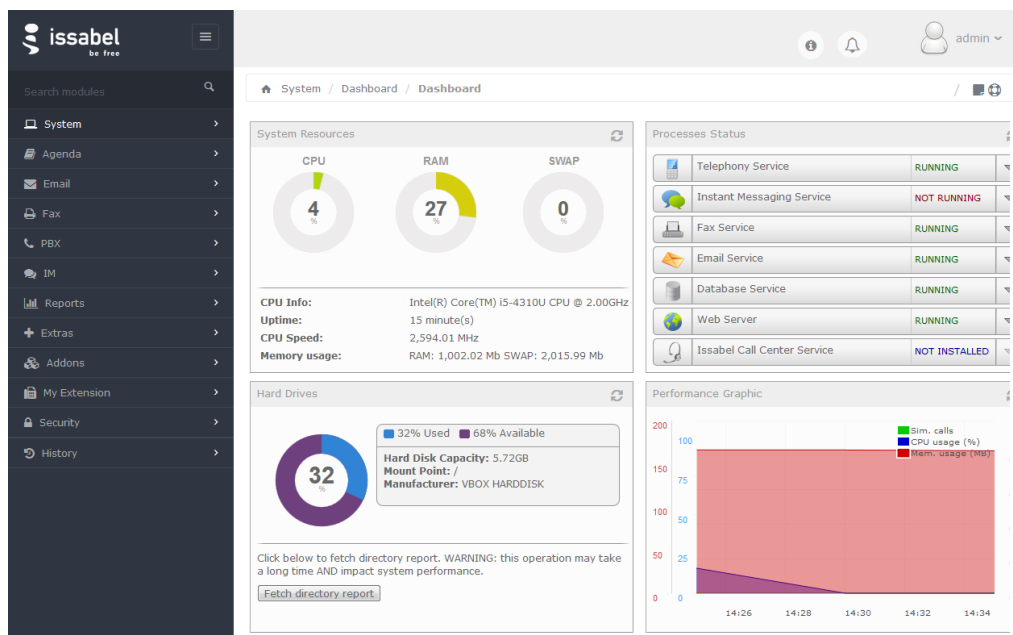 issabel
be free
admin
Search modules
System / Dashboard / Dashboard
/
System
Agenda
Email
Fax
PBX
IM
Reports
Extras
Addons
My Extension
Security
History
System Resources
CPU RAM SWAP
4 27 0
% % %
CPU Info: Intel(R) Core(TM) i5-4310U CPU @ 2.00GHz
Uptime: 15 minute(s)
CPU Speed: 2,594.01 MHz
Memory usage: RAM: 1,002.02 Mb SWAP: 2,015.99 Mb
Processes Status
Telephony Service RUNNING
Instant Messaging Service NOT RUNNING
Fax Service RUNNING
Email Service RUNNING
Database Service RUNNING
Web Server RUNNING
Issabel Call Center Service NOT INSTALLED
Hard Drives
32% Used 68% Available
32
%
Hard Disk Capacity: 5.72GB
Mount Point: /
Manufacturer: VBOX HARDDISK
Click below to fetch directory report. WARNING: this operation may take
a long time AND impact system performance.
Fetch directory report
Performance Graphic
200
100
150
75
100
50
50
25
0 0
Sim. calls
CPU usage (%)
Mem. usage (MB)
14:26 14:28 14:30 14:32 14:34